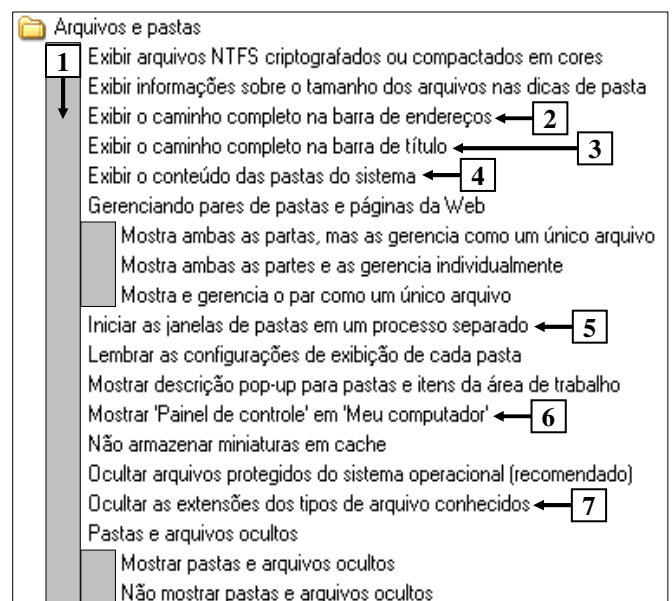 Arquivos e pastas
1 Exibir arquivos NTFS criptografados ou compactados em cores
Exibir informações sobre o tamanho dos arquivos nas dicas de pasta
Exibir o caminho completo na barra de endereços 2
Exibir o caminho completo na barra de título 3
Exibir o conteúdo das pastas do sistema 4
Gerenciando pares de pastas e páginas da Web
Mostra ambas as partas, mas as gerencia como um único arquivo
Mostra ambas as partes e as gerencia individualmente
Mostra e gerencia o par como um único arquivo
Iniciar as janelas de pastas em um processo separado 5
Lembrar as configurações de exibição de cada pasta
Mostrar descrição pop-up para pastas e itens da área de trabalho
Mostrar 'Painel de controle' em 'Meu computador' 6
Não armazenar miniaturas em cache
Ocultar arquivos protegidos do sistema operacional (recomendado)
Ocultar as extensões dos tipos de arquivo conhecidos 7
Pastas e arquivos ocultos
Mostrar pastas e arquivos ocultos
Não mostrar pastas e arquivos ocultos